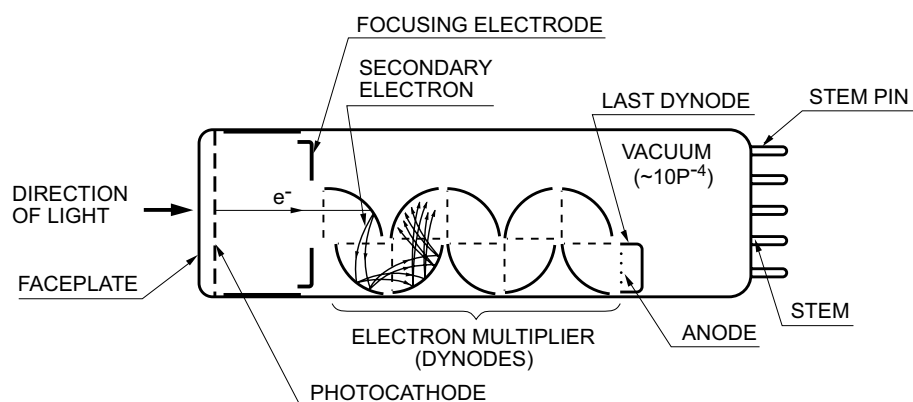 FOCUSING ELECTRODE
SECONDARY
ELECTRON
LAST DYNODE
STEM PIN
VACUUM
(~10P⁻⁴)
DIRECTION
OF LIGHT
e⁻
FACEPLATE
STEM
ELECTRON MULTIPLIER
(DYNODES)
ANODE
PHOTOCATHODE